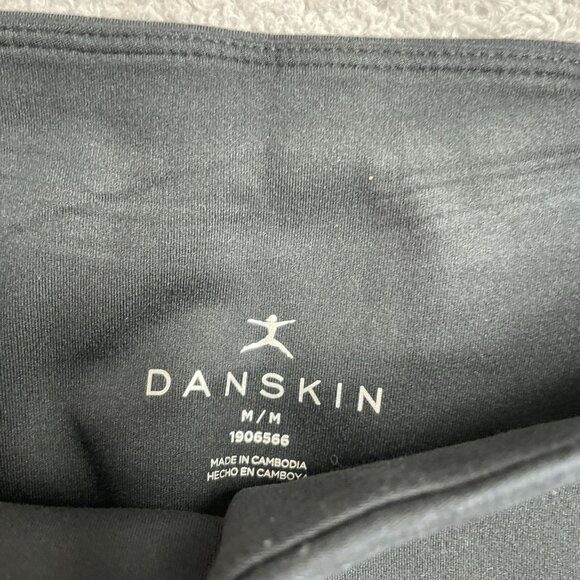 DANSKIN
M/M
1906566
MADE IN CAMBODIA
HECHO EN CAMBOYA